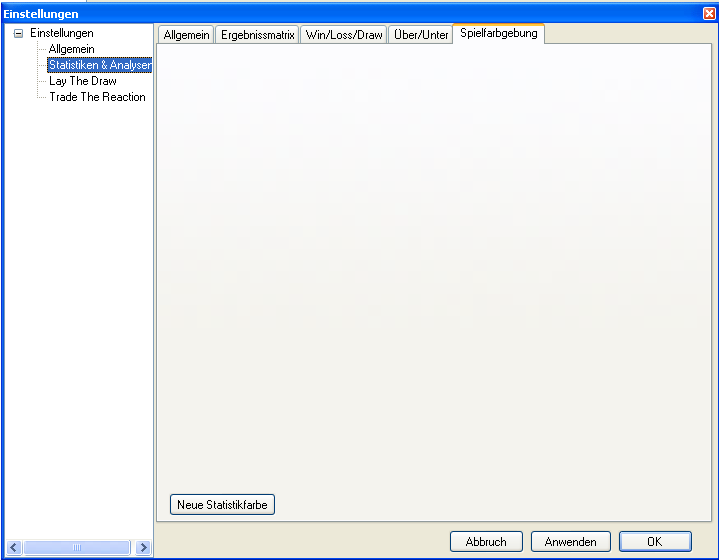 Einstellungen
Einstellungen
Allgemein
Statistiken & Analysen
Lay The Draw
Trade The Reaction
Allgemein Ergebnissmatrix Win/Loss/Draw Über/Unter Spielfarbgebung
Neue Statistikfarbe
Abbruch Anwenden OK